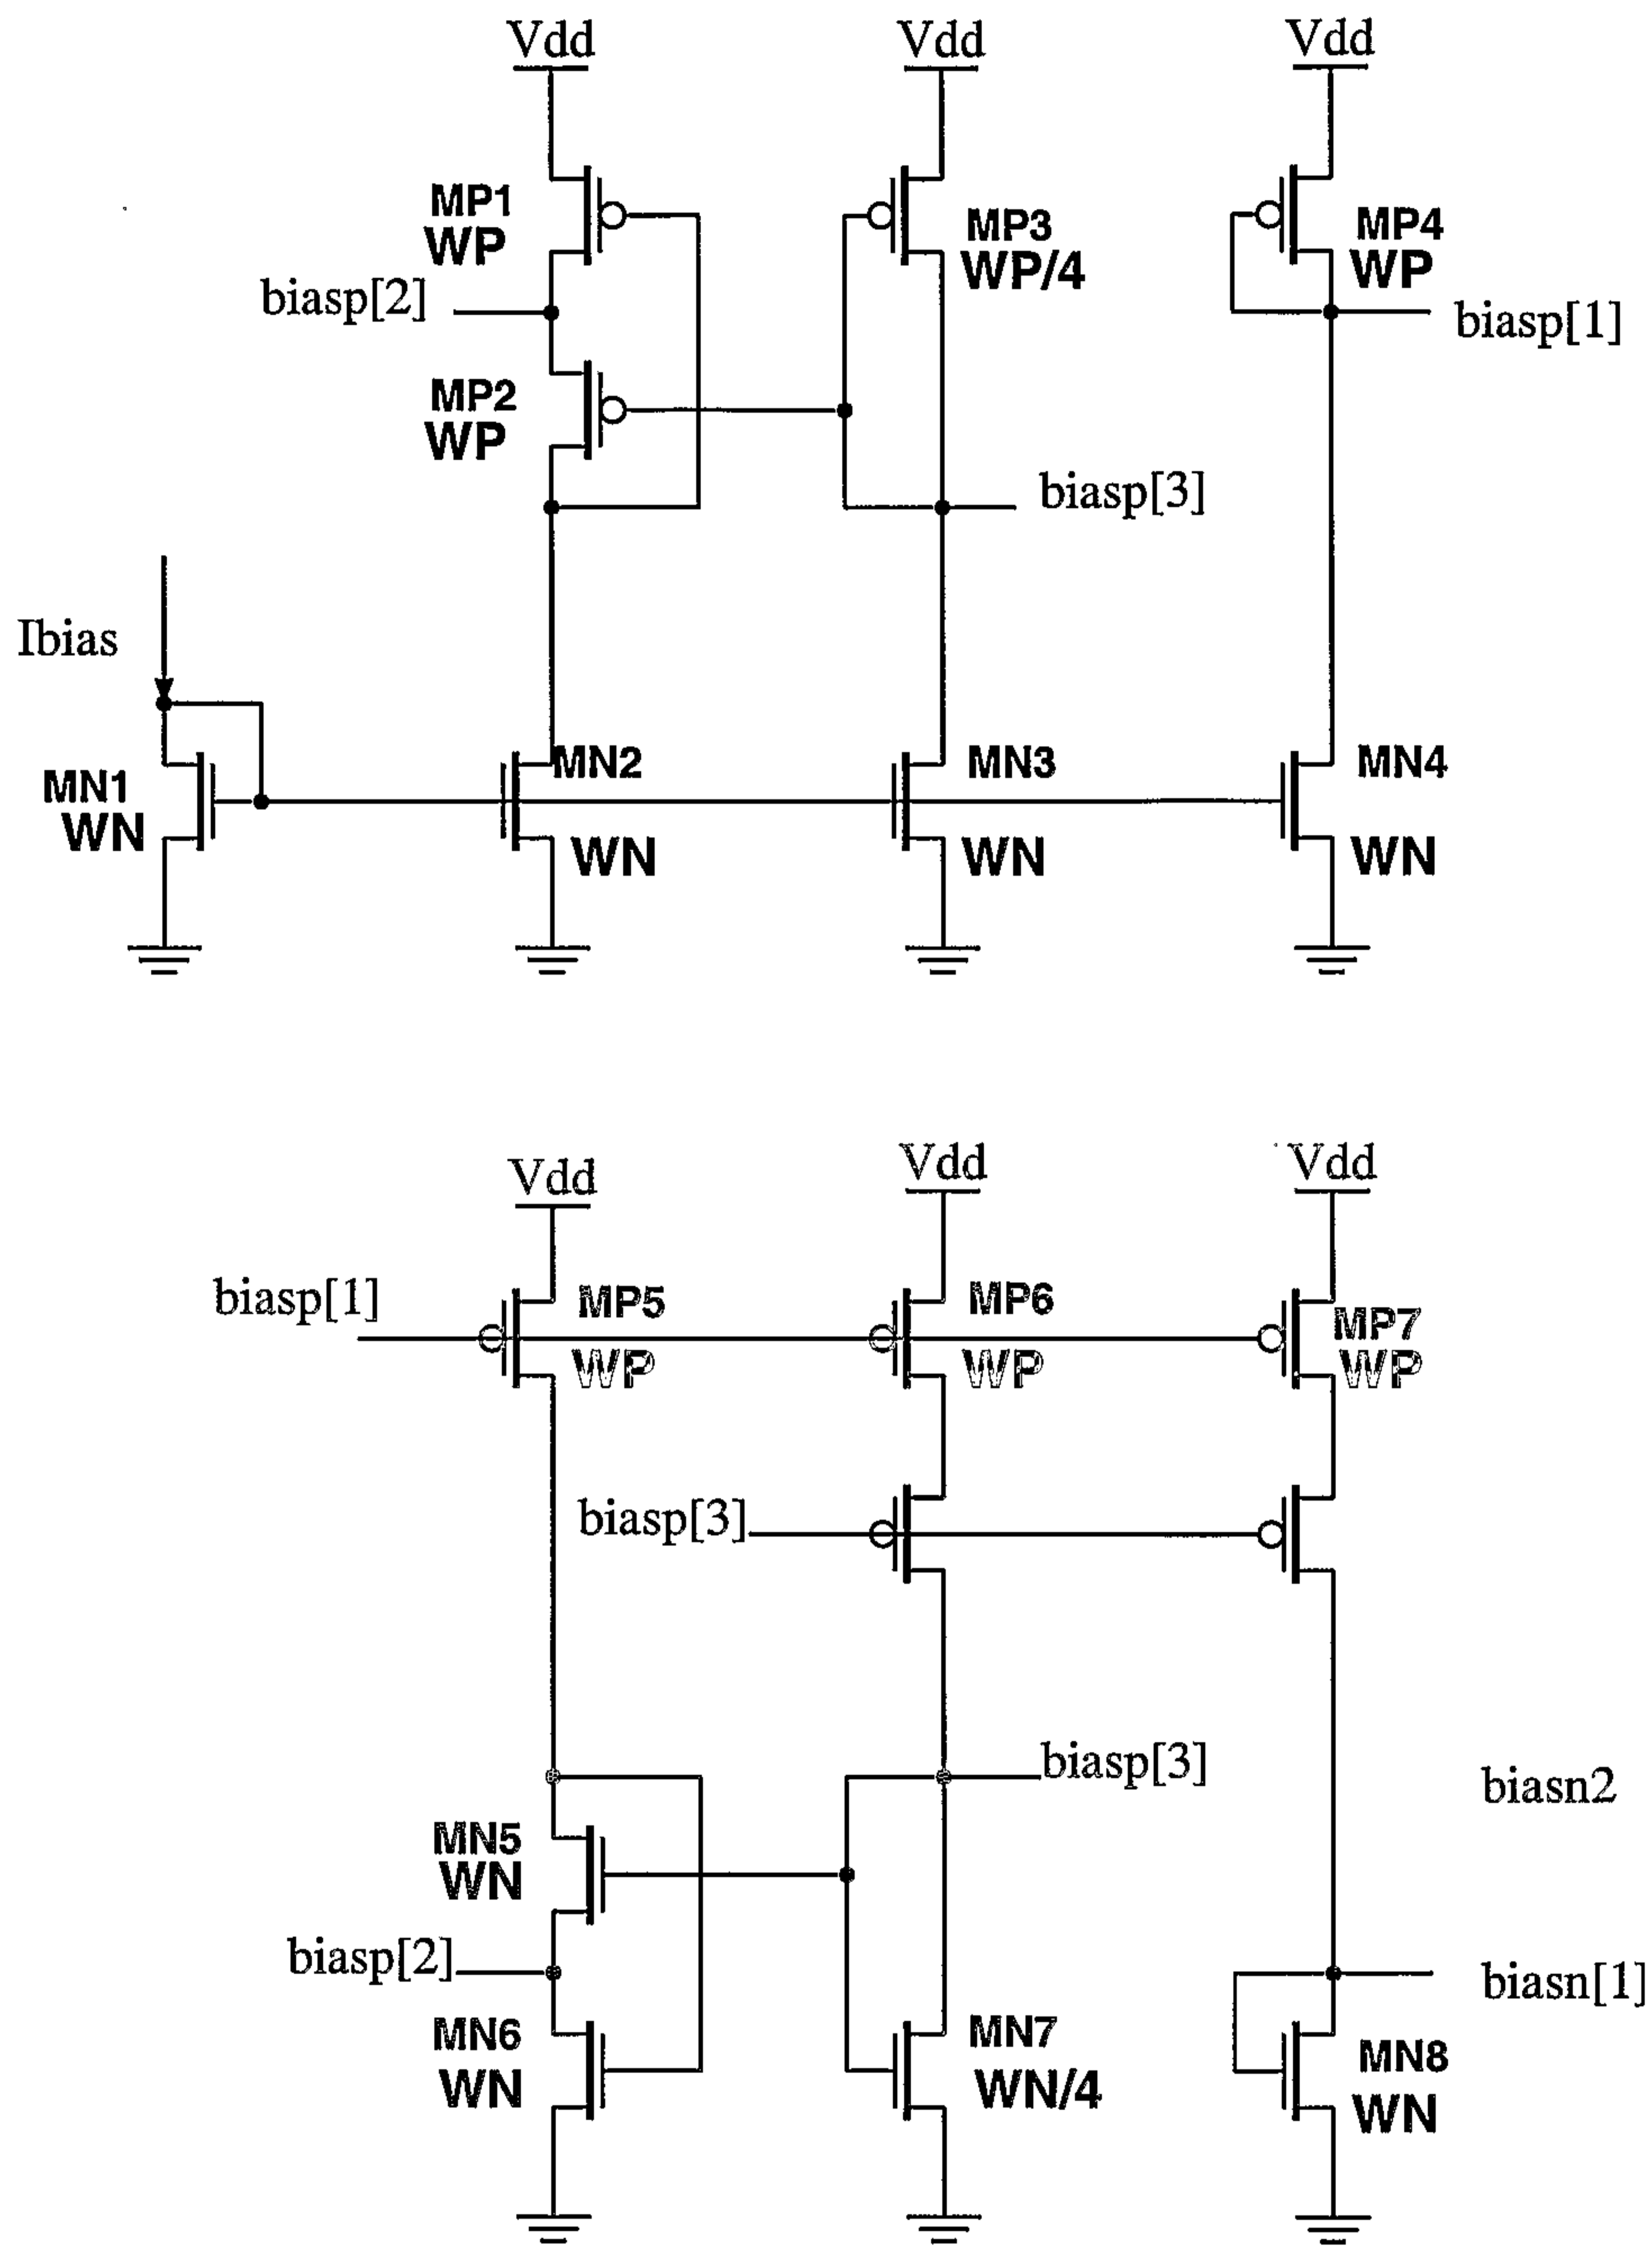 Vdd
Vdd
Vdd
MP1
WP
MP3
WP/4
MP4
WP
biasp[2]
biasp[1]
MP2
WP
biasp[3]
Ibias
MN1
WN
MN2
WN
MN3
WN
MN4
WN
Vdd
Vdd
Vdd
biasp[1]
MP5
WP
MP6
WP
MP7
WP
biasp[3]
biasp[3]
biasn2
MN5
WN
biasp[2]
biasn[1]
MN6
WN
MN7
WN/4
MN8
WN